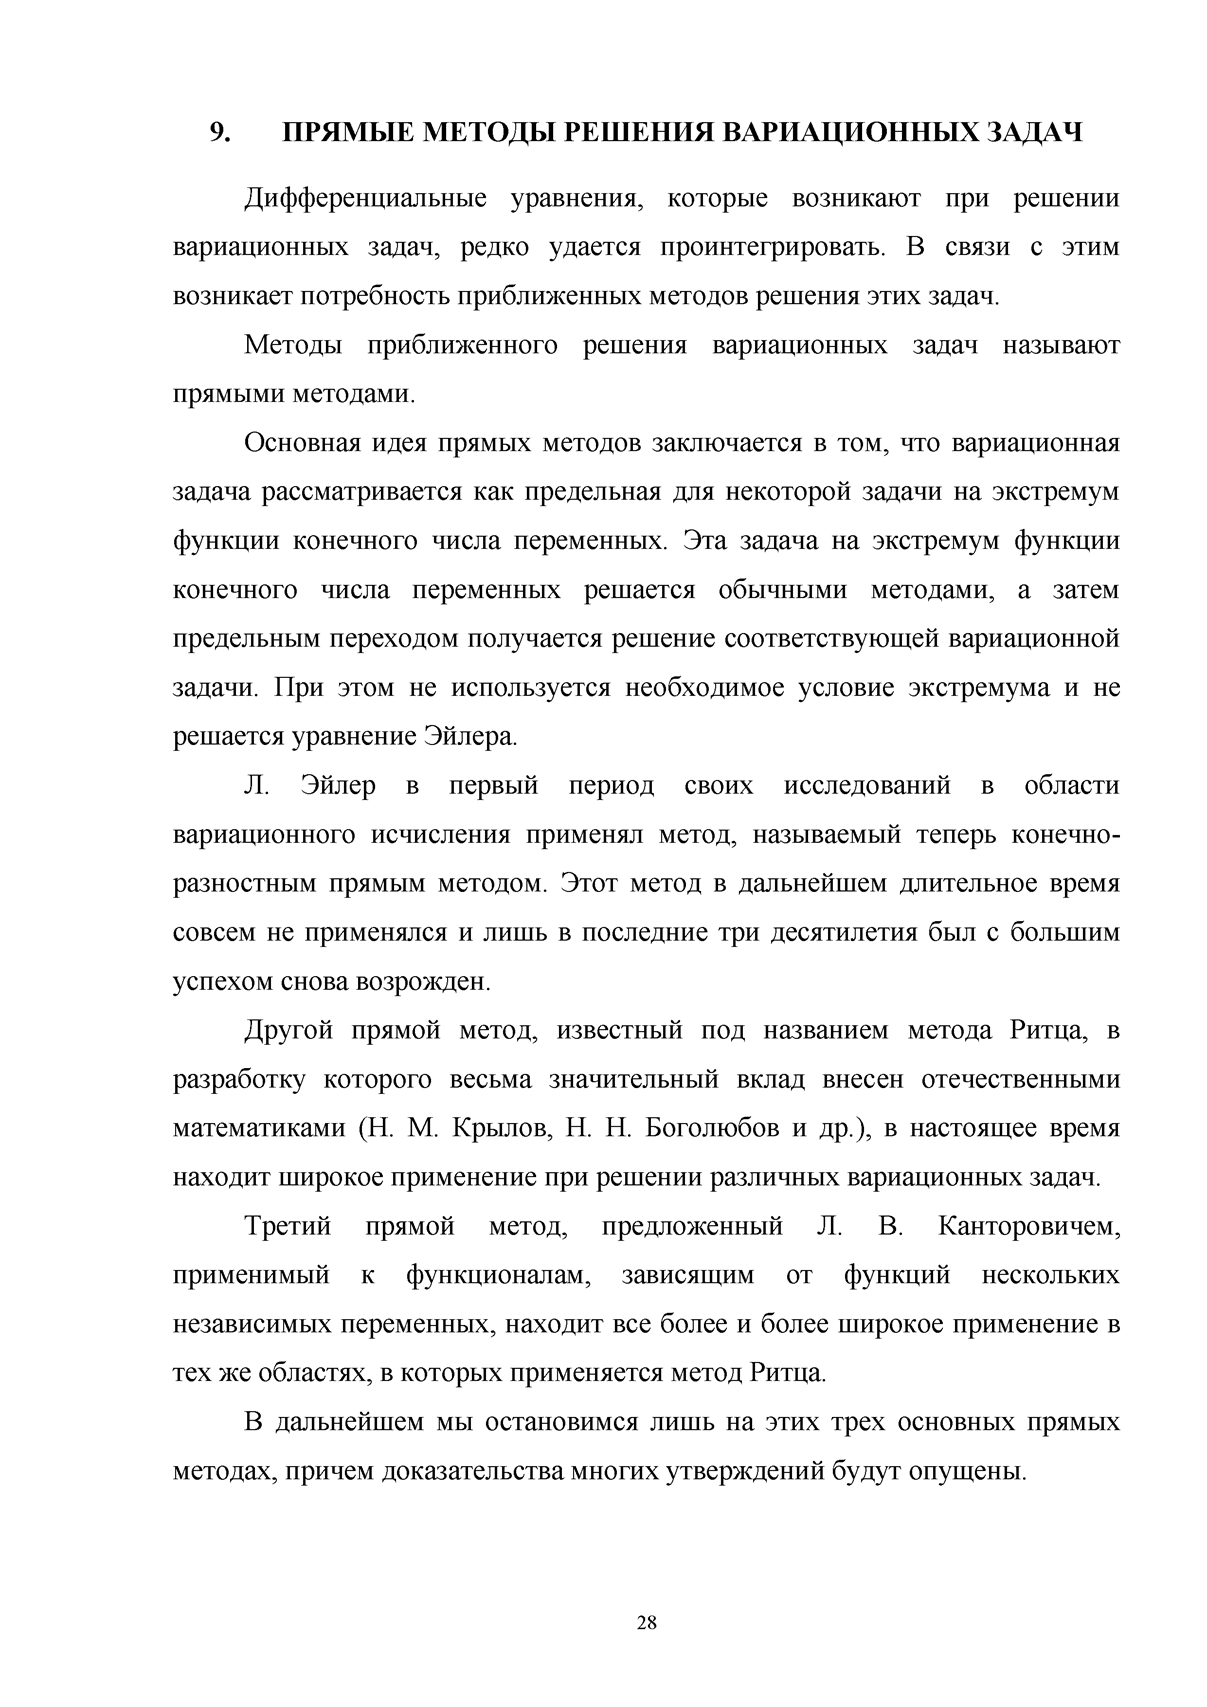 9. ПРЯМЫЕ МЕТОДЫ РЕШЕНИЯ ВАРИАЦИОННЫХ ЗАДАЧ
Дифференциальные уравнения, которые возникают при решении
вариационных задач, редко удается проинтегрировать. В связи с этим
возникает потребность приближенных методов решения этих задач.
Методы приближенного решения вариационных задач называют
прямыми методами.
Основная идея прямых методов заключается в том, что вариационная
задача рассматривается как предельная для некоторой задачи на экстремум
функции конечного числа переменных. Эта задача на экстремум функции
конечного числа переменных решается обычными методами, а затем
предельным переходом получается решение соответствующей вариационной
задачи. При этом не используется необходимое условие экстремума и не
решается уравнение Эйлера.
Л. Эйлер в первый период своих исследований в области
вариационного исчисления применял метод, называемый теперь конечно-
разностным прямым методом. Этот метод в дальнейшем длительное время
совсем не применялся и лишь в последние три десятилетия был с большим
успехом снова возрожден.
Другой прямой метод, известный под названием метода Ритца, в
разработку которого весьма значительный вклад внесен отечественными
математиками (Н. М. Крылов, Н. Н. Боголюбов и др.), в настоящее время
находит широкое применение при решении различных вариационных задач.
Третий прямой метод, предложенный Л. В. Канторовичем,
применимый к функционалам, зависящим от функций нескольких
независимых переменных, находит все более и более широкое применение в
тех же областях, в которых применяется метод Ритца.
В дальнейшем мы остановимся лишь на этих трех основных прямых
методах, причем доказательства многих утверждений будут опущены.
28